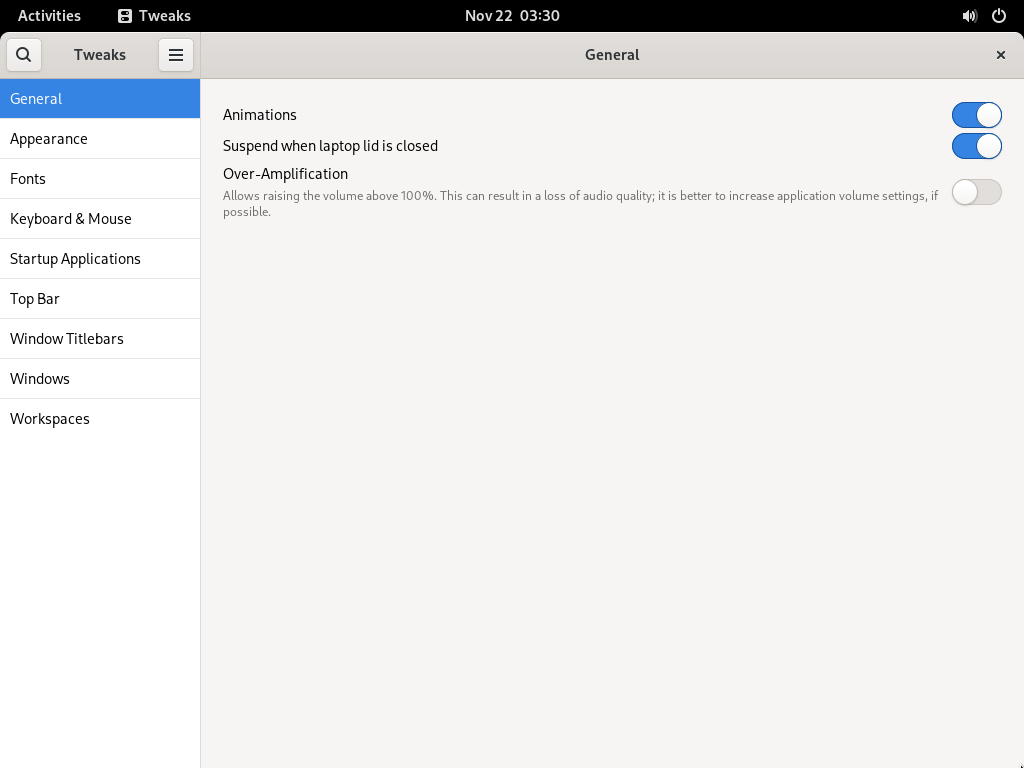 Activities
Tweaks
Nov 22  03:30
Tweaks
General
General
Appearance
Fonts
Keyboard & Mouse
Startup Applications
Top Bar
Window Titlebars
Windows
Workspaces
Animations
Suspend when laptop lid is closed
Over-Amplification
Allows raising the volume above 100%. This can result in a loss of audio quality; it is better to increase application volume settings, if
possible.